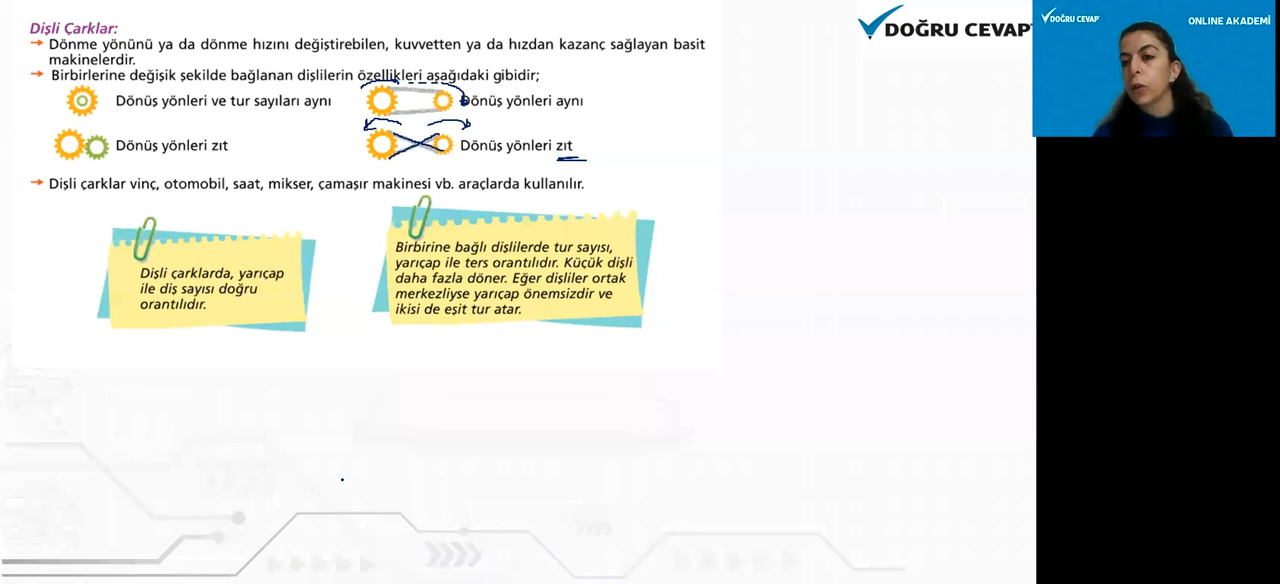 Dişli Çarklar:
Dönme yönünü ya da dönme hızını değiştirebilen, kuvvetten ya da hızdan kazanç sağlayan basit
makinelerdir.
Birbirlerine değişik şekilde bağlanan dişlilerin özellikleri aşağıdaki gibidir;
Dönüş yönleri ve tur sayıları aynı
Dönüş yönleri aynı
Dönüş yönleri zıt
Dönüş yönleri zıt
Dişli çarklar vinç, otomobil, saat, mikser, çamaşır makinesi vb. araçlarda kullanılır.
Dişli çarklarda, yarıçap
ile diş sayısı doğru
orantılıdır.
Birbirine bağlı dişlilerde tur sayısı,
yarıçap ile ters orantılıdır. Küçük dişli
daha fazla döner. Eğer dişliler ortak
merkezliyse yarıçap önemsizdir ve
ikisi de eşit tur atar.
DOĞRU CEVAP
DOĞRU CEVAP
ONLINE AKADEMİ